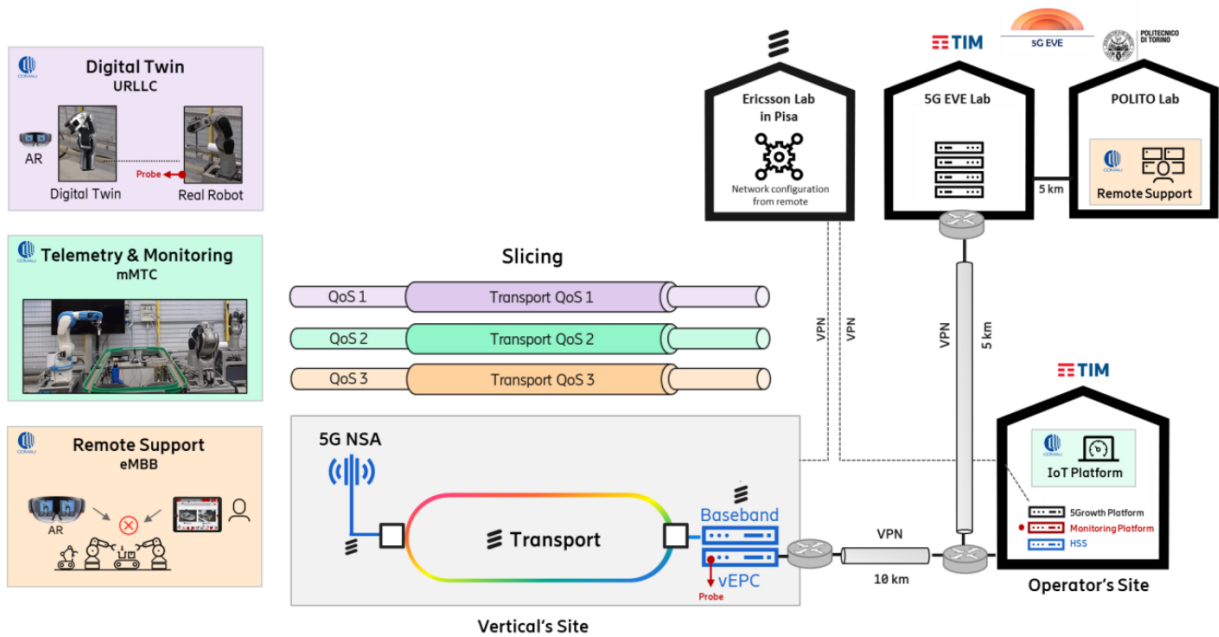 Digital Twin
URLLC
AR
Probe
Digital Twin
Real Robot
Telemetry & Monitoring
mMTC
Remote Support
eMBB
AR
Slicing
QoS 1
Transport QoS 1
QoS 2
Transport QoS 2
QoS 3
Transport QoS 3
5G NSA
Transport
Baseband
vEPC
Probe
Vertical's Site
Ericsson Lab
in Pisa
Network configuration
from remote
VPN
VPN
TIM
5G EVE
POLITECNICO
DI TORINO
5G EVE Lab
POLITO Lab
Remote Support
5 km
VPN
5 km
TIM
IoT Platform
5Growth Platform
Monitoring Platform
HSS
VPN
10 km
Operator's Site